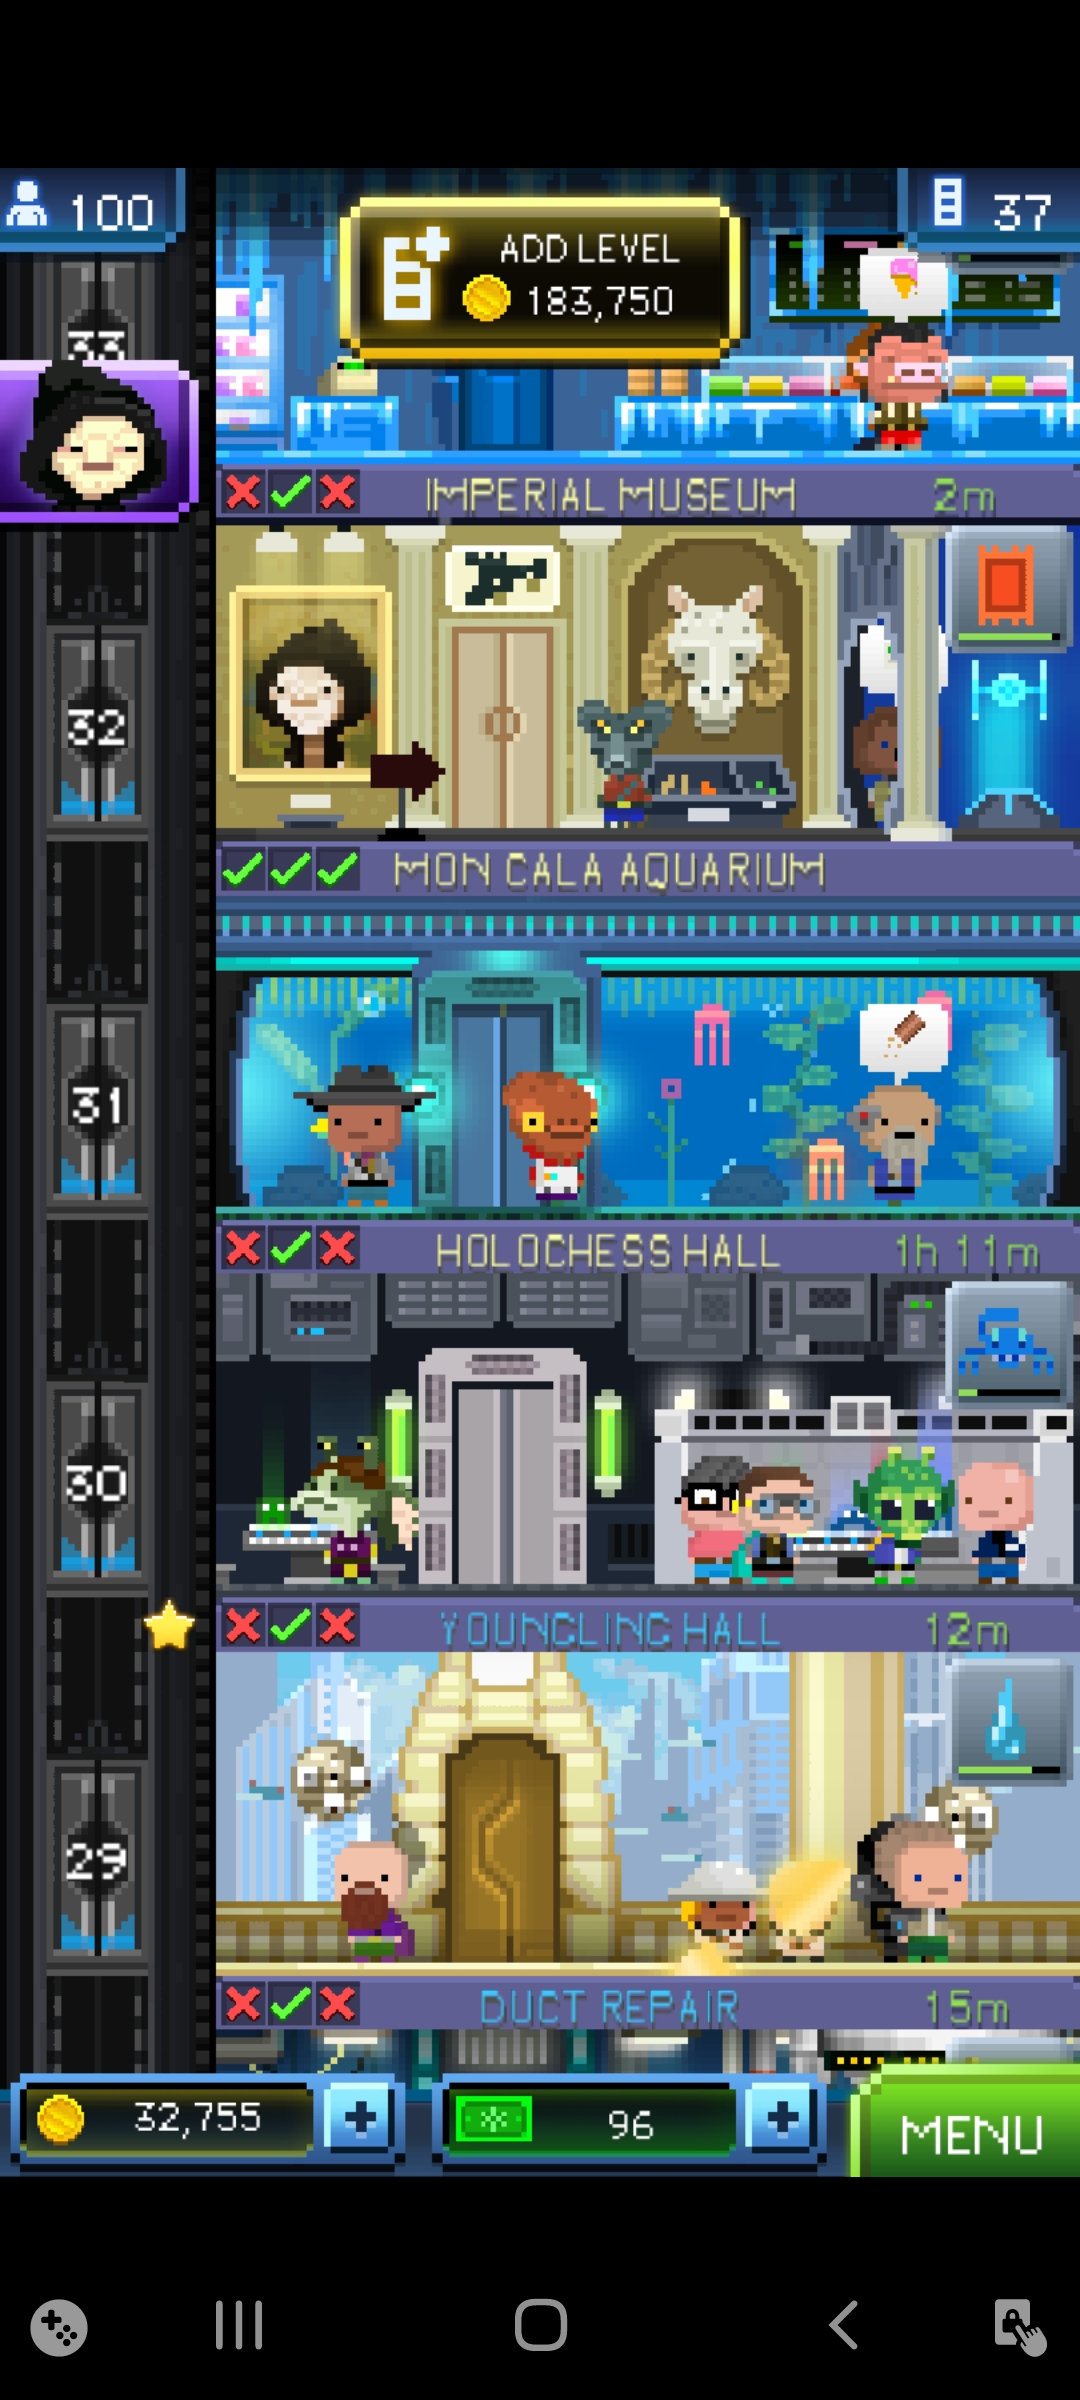 100
ADD LEVEL
183,750
37
33
IMPERIAL MUSEUM
2m
32
MON CALA AQUARIUM
31
HOLOCHESS HALL
1h 11m
30
YOUNGLING HALL
12m
29
DUCT REPAIR
15m
32,755
96
MENU